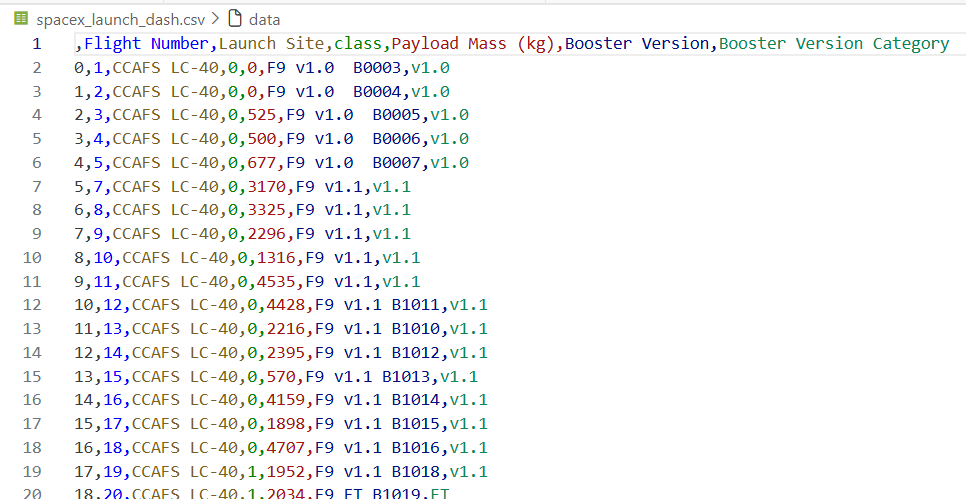 spacex_launch_dash.csv > data
1 ,Flight Number,Launch Site,class,Payload Mass (kg),Booster Version,Booster Version Category
2 0,1,CCAFS LC-40,0,0,F9 v1.0  B0003,v1.0
3 1,2,CCAFS LC-40,0,0,F9 v1.0  B0004,v1.0
4 2,3,CCAFS LC-40,0,525,F9 v1.0  B0005,v1.0
5 3,4,CCAFS LC-40,0,500,F9 v1.0  B0006,v1.0
6 4,5,CCAFS LC-40,0,677,F9 v1.0  B0007,v1.0
7 5,7,CCAFS LC-40,0,3170,F9 v1.1,v1.1
8 6,8,CCAFS LC-40,0,3325,F9 v1.1,v1.1
9 7,9,CCAFS LC-40,0,2296,F9 v1.1,v1.1
10 8,10,CCAFS LC-40,0,1316,F9 v1.1,v1.1
11 9,11,CCAFS LC-40,0,4535,F9 v1.1,v1.1
12 10,12,CCAFS LC-40,0,4428,F9 v1.1 B1011,v1.1
13 11,13,CCAFS LC-40,0,2216,F9 v1.1 B1010,v1.1
14 12,14,CCAFS LC-40,0,2395,F9 v1.1 B1012,v1.1
15 13,15,CCAFS LC-40,0,570,F9 v1.1 B1013,v1.1
16 14,16,CCAFS LC-40,0,4159,F9 v1.1 B1014,v1.1
17 15,17,CCAFS LC-40,0,1898,F9 v1.1 B1015,v1.1
18 16,18,CCAFS LC-40,0,4707,F9 v1.1 B1016,v1.1
19 17,19,CCAFS LC-40,1,1952,F9 v1.1 B1018,v1.1
20 18,20,CCAFS LC-40,1,2034,F9 FT B1019,FT